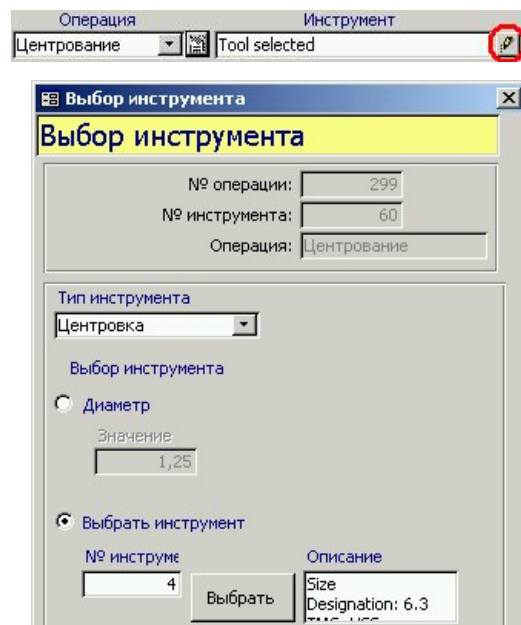 Операция Инструмент
Центрование Tool selected
Выбор инструмента
Выбор инструмента
№ операции: 299
№ инструмента: 60
Операция: Центрование
Тип инструмента
Центровка
Выбор инструмента
Диаметр
Значение
1,25
Выбрать инструмент
№ инструме Описание
4 Выбрать Size
Designation: 6.3